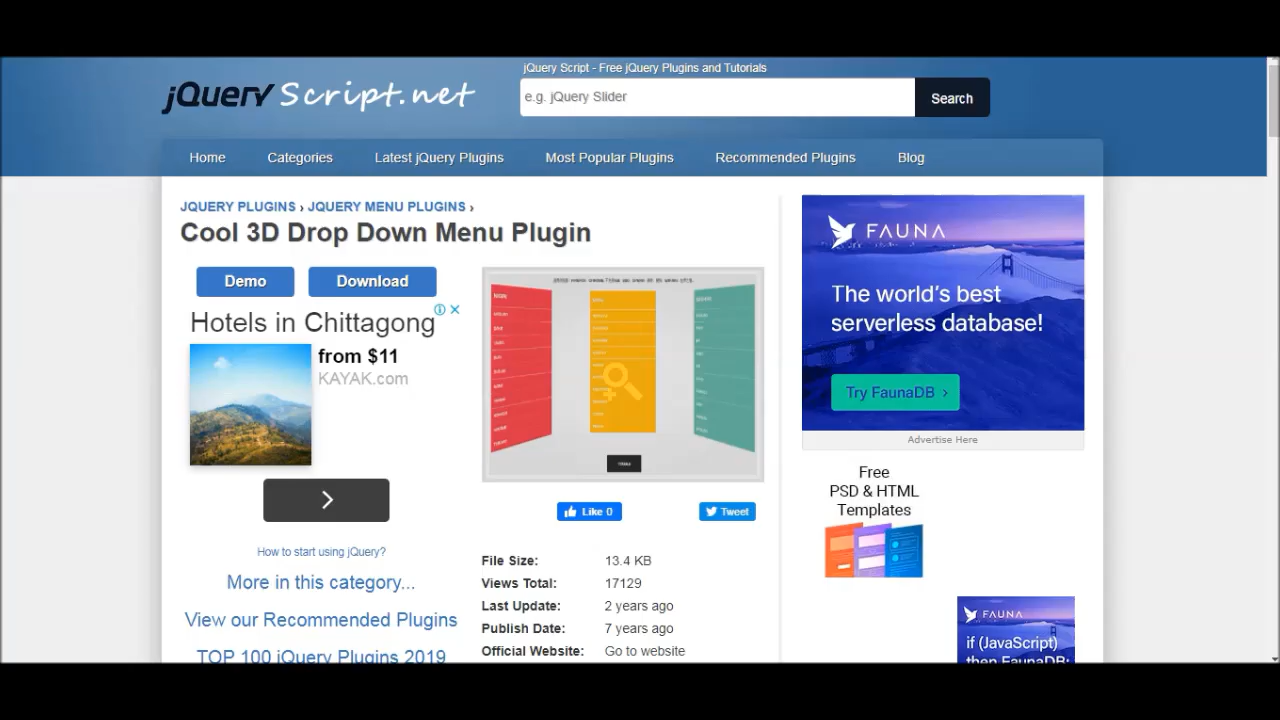 jQuery Script - Free jQuery Plugins and Tutorials
jQuery Script.net
e.g. jQuery Slider
Search
Home
Categories
Latest jQuery Plugins
Most Popular Plugins
Recommended Plugins
Blog
JQUERY PLUGINS › JQUERY MENU PLUGINS ›
Cool 3D Drop Down Menu Plugin
Demo
Download
Hotels in Chittagong
from $11
KAYAK.com
How to start using jQuery?
More in this category...
View our Recommended Plugins
TOP 100 jQuery Plugins 2019
Like 0
Tweet
File Size: 13.4 KB
Views Total: 17129
Last Update: 2 years ago
Publish Date: 7 years ago
Official Website: Go to website
FAUNA
The world's best
serverless database!
Try FaunaDB ›
Advertise Here
Free
PSD & HTML
Templates
FAUNA
if (JavaScript)
then FaunaDB;